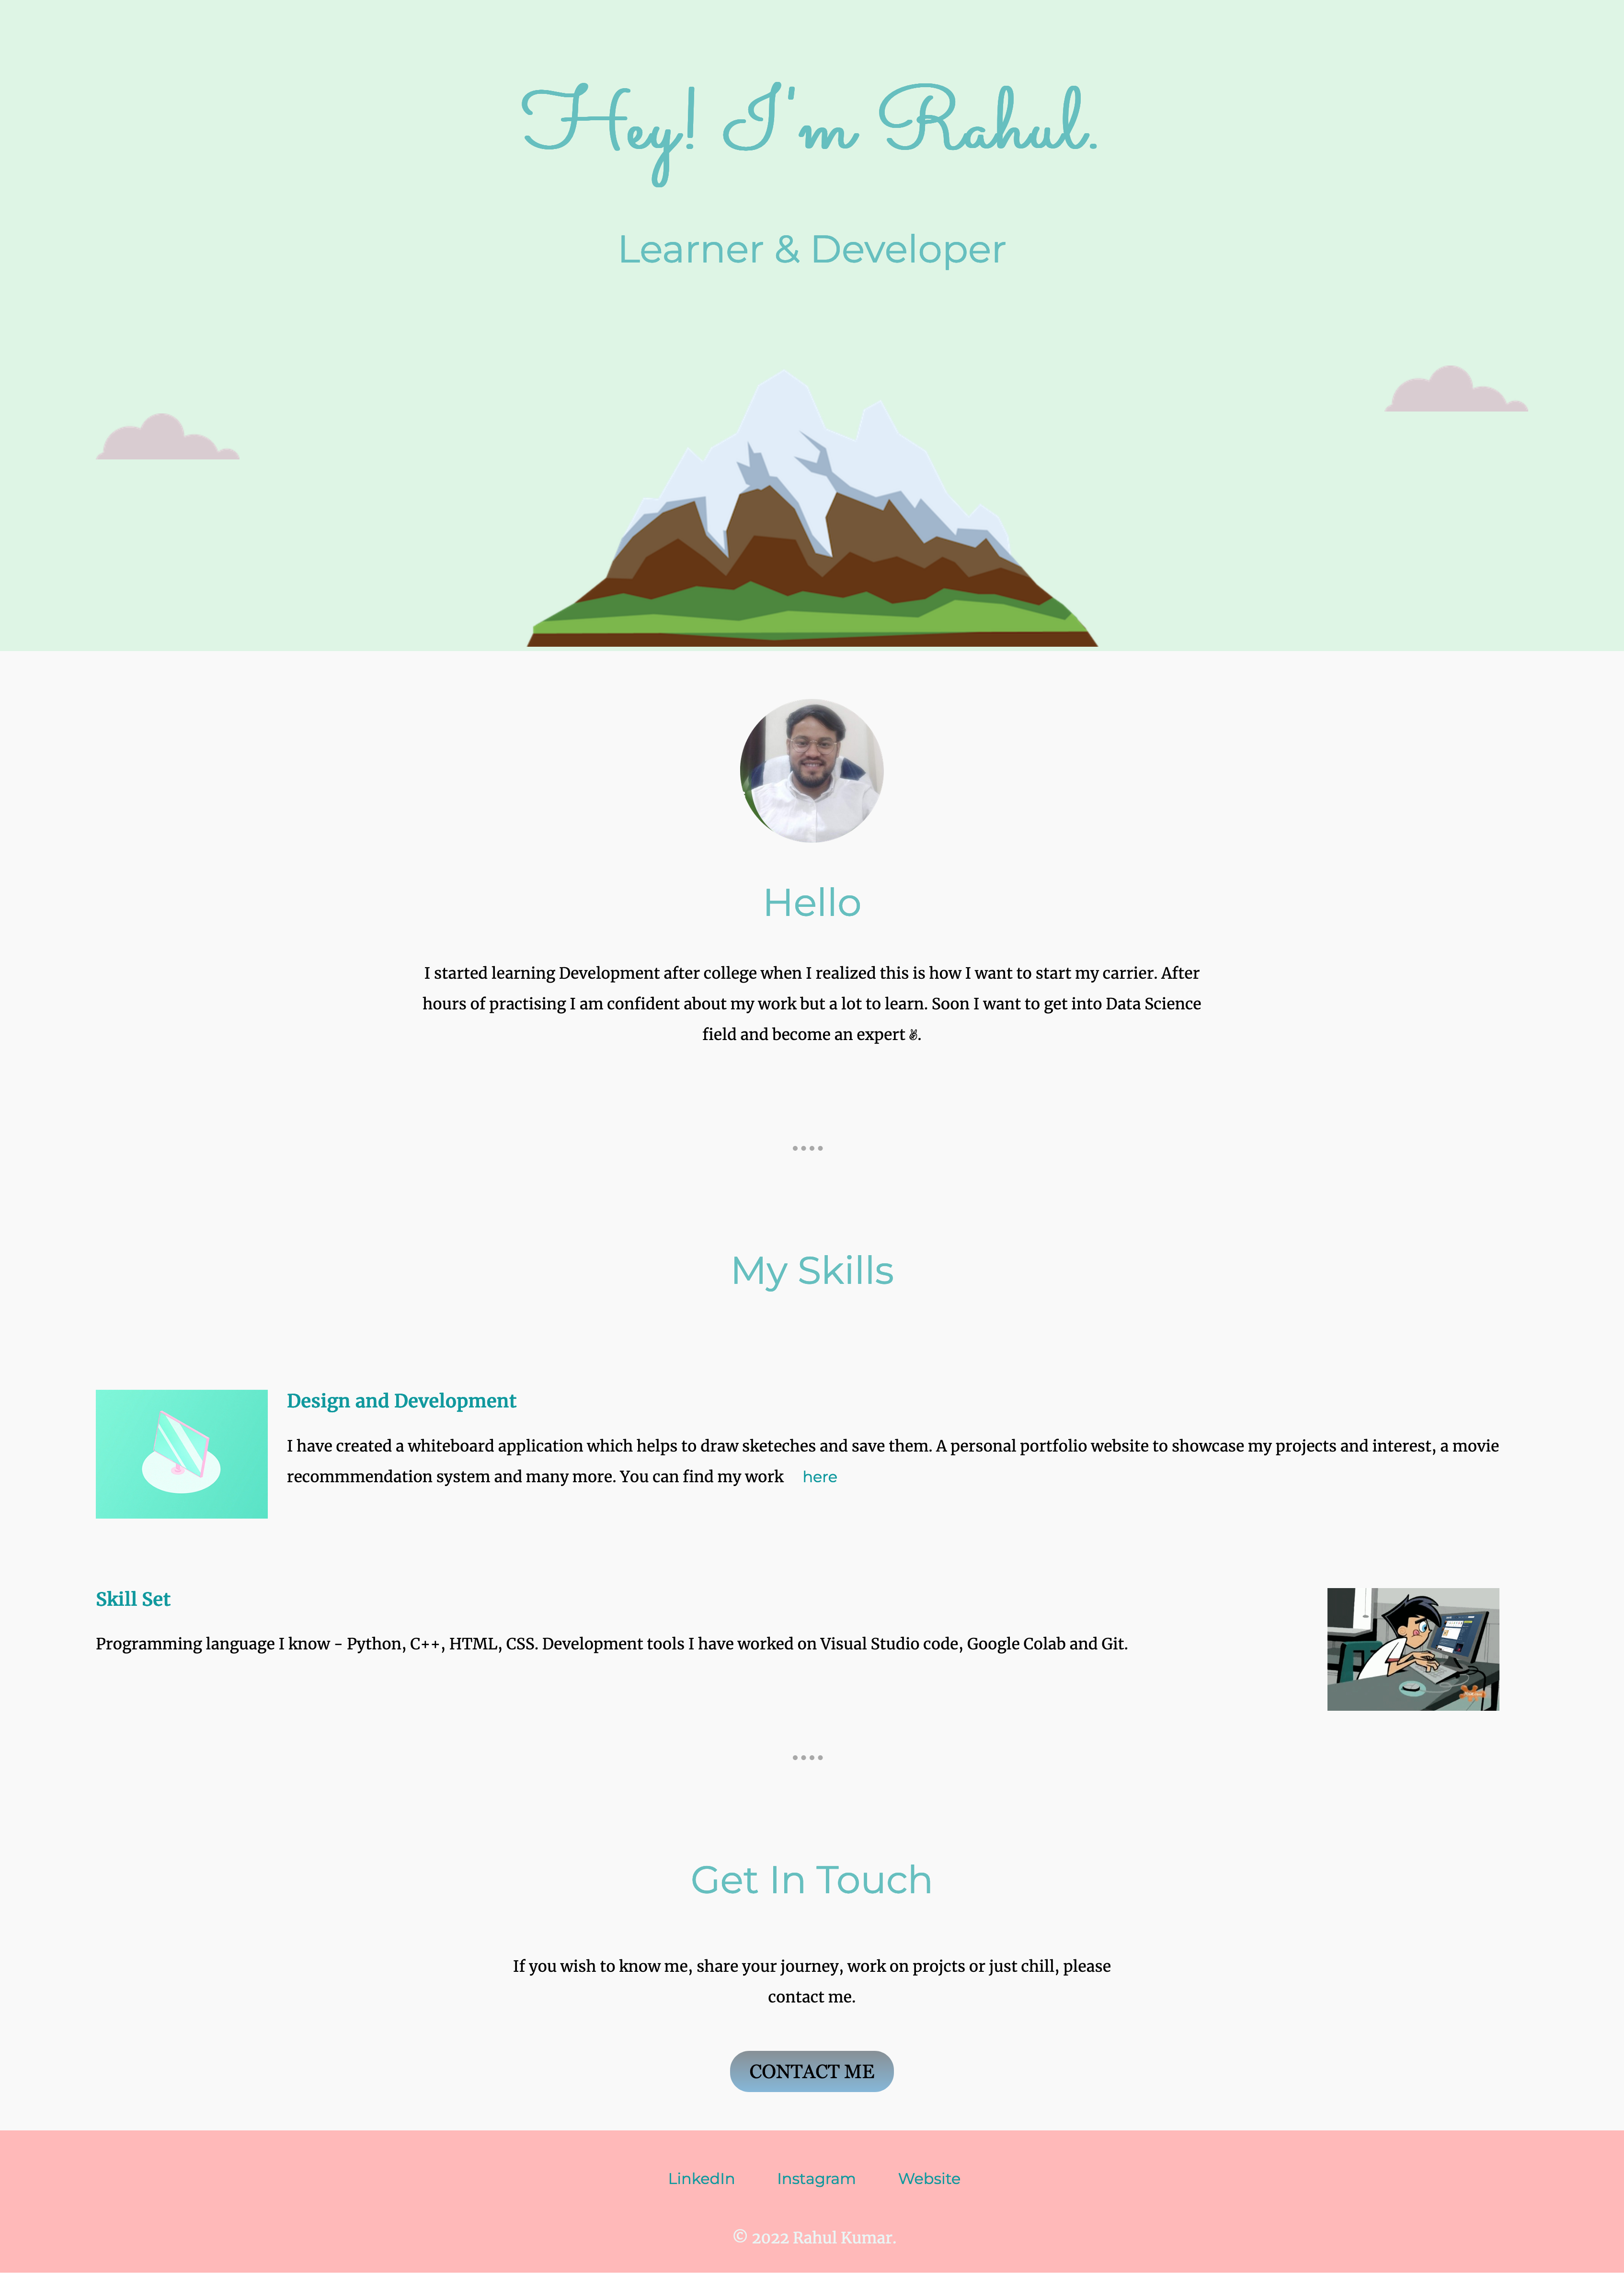 Hey! I'm Rahul.
Learner & Developer
Hello
I started learning Development after college when I realized this is how I want to start my carrier. After
hours of practising I am confident about my work but a lot to learn. Soon I want to get into Data Science
field and become an expert ✌.
My Skills
Design and Development
I have created a whiteboard application which helps to draw sketeches and save them. A personal portfolio website to showcase my projects and interest, a movie
recommmendation system and many more. You can find my work here
Skill Set
Programming language I know - Python, C++, HTML, CSS. Development tools I have worked on Visual Studio code, Google Colab and Git.
Get In Touch
If you wish to know me, share your journey, work on projcts or just chill, please
contact me.
CONTACT ME
LinkedIn Instagram Website
© 2022 Rahul Kumar.